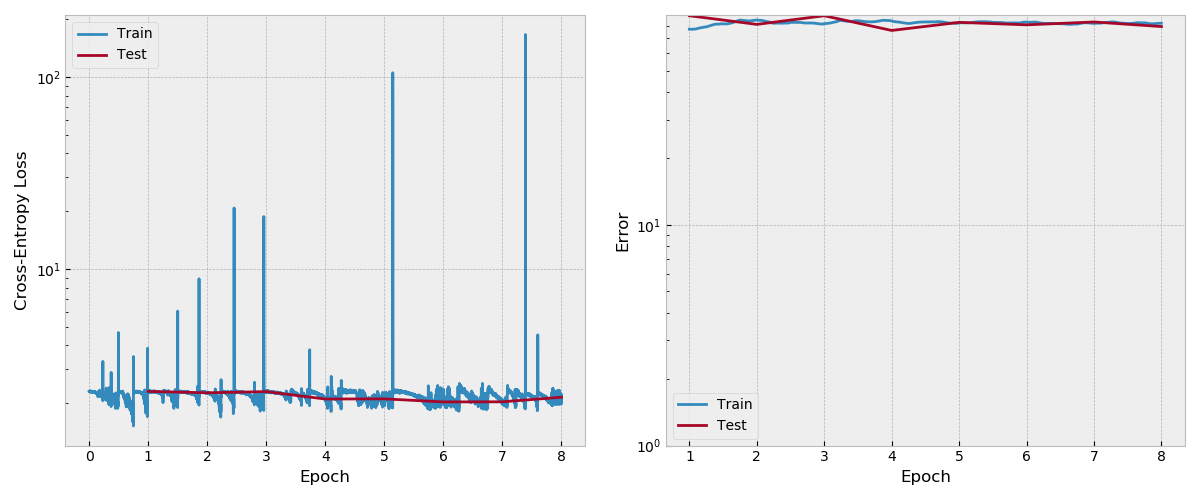 Train
Test
10²
10¹
Cross-Entropy Loss
0 1 2 3 4 5 6 7 8
Epoch
10¹
10⁰
Error
Train
Test
1 2 3 4 5 6 7 8
Epoch